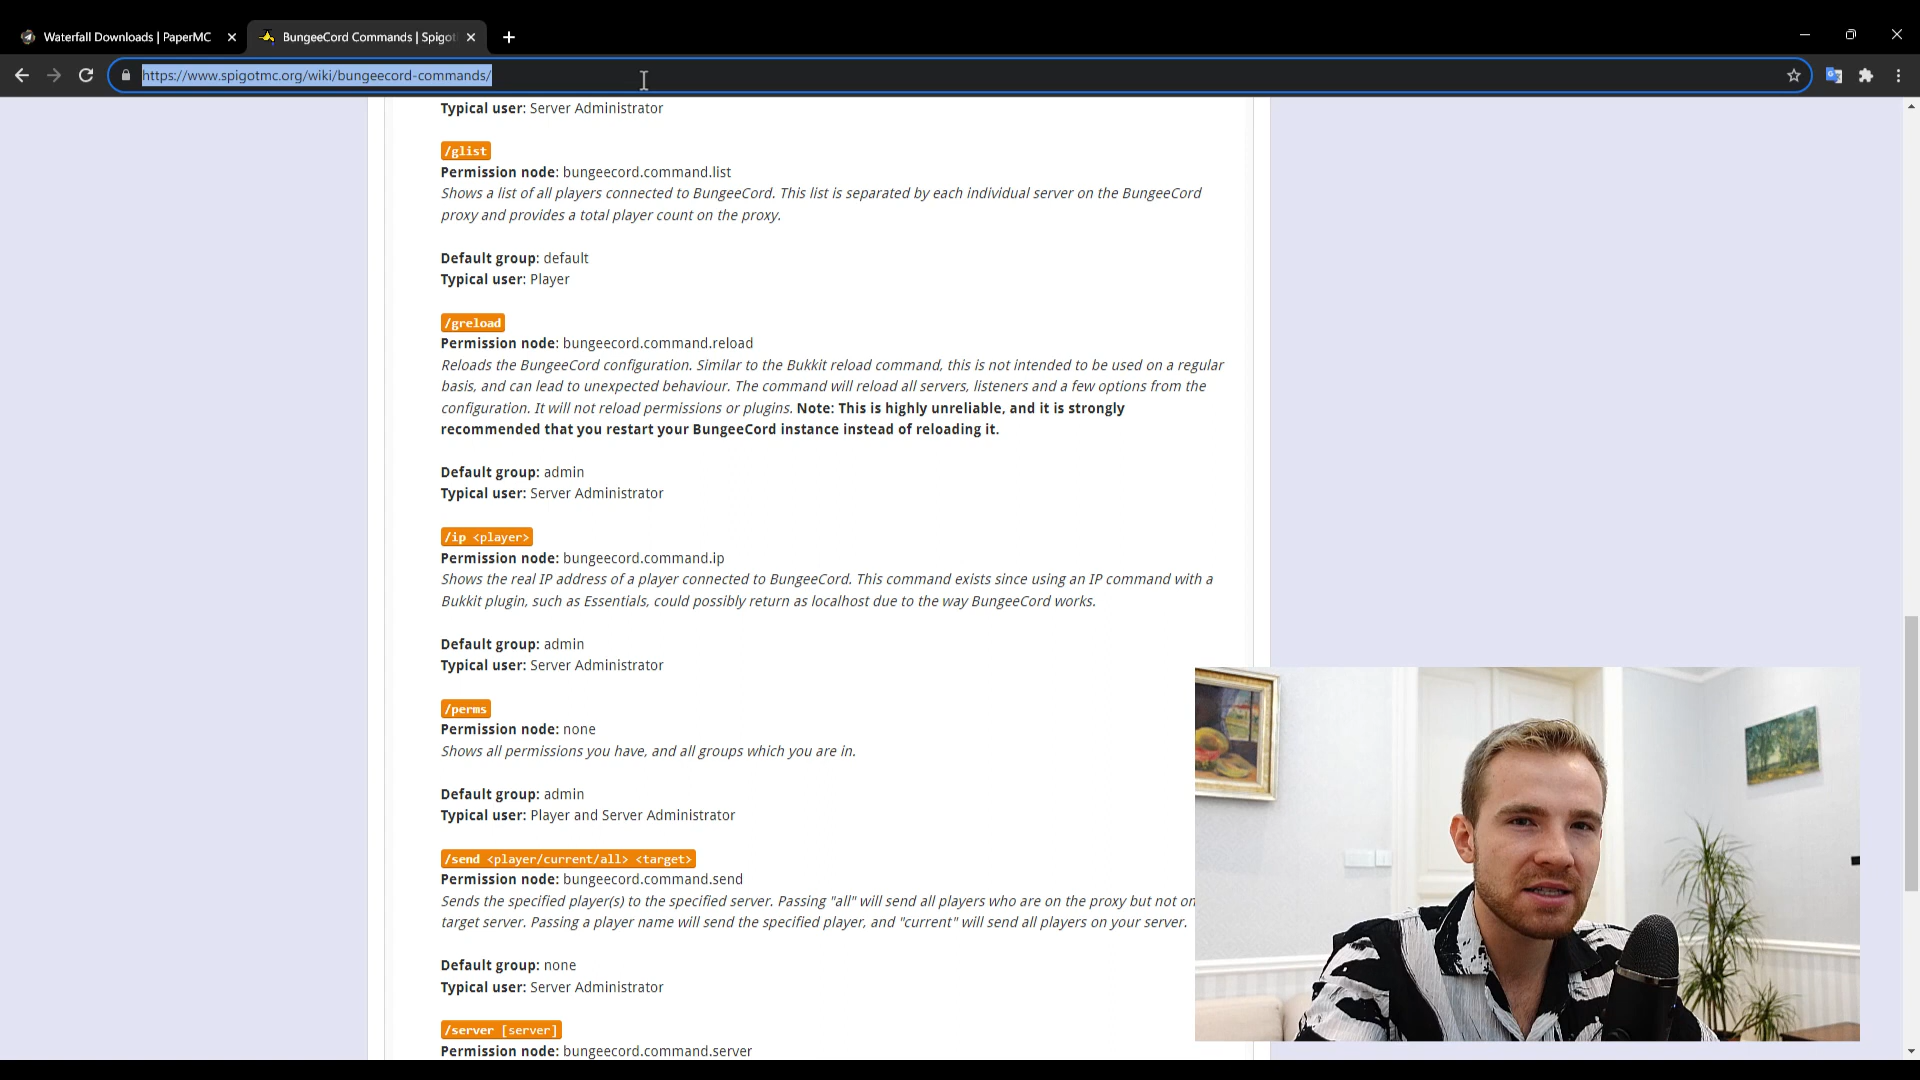 Waterfall Downloads | PaperMC
BungeeCord Commands | Spigot
https://www.spigotmc.org/wiki/bungeecord-commands/
Typical user: Server Administrator
/glist
Permission node: bungeecord.command.list
Shows a list of all players connected to BungeeCord. This list is separated by each individual server on the BungeeCord
proxy and provides a total player count on the proxy.
Default group: default
Typical user: Player
/greload
Permission node: bungeecord.command.reload
Reloads the BungeeCord configuration. Similar to the Bukkit reload command, this is not intended to be used on a regular
basis, and can lead to unexpected behaviour. The command will reload all servers, listeners and a few options from the
configuration. It will not reload permissions or plugins. Note: This is highly unreliable, and it is strongly
recommended that you restart your BungeeCord instance instead of reloading it.
Default group: admin
Typical user: Server Administrator
/ip <player>
Permission node: bungeecord.command.ip
Shows the real IP address of a player connected to BungeeCord. This command exists since using an IP command with a
Bukkit plugin, such as Essentials, could possibly return as localhost due to the way BungeeCord works.
Default group: admin
Typical user: Server Administrator
/perms
Permission node: none
Shows all permissions you have, and all groups which you are in.
Default group: admin
Typical user: Player and Server Administrator
/send <player/current/all> <target>
Permission node: bungeecord.command.send
Sends the specified player(s) to the specified server. Passing "all" will send all players who are on the proxy but not on
target server. Passing a player name will send the specified player, and "current" will send all players on your server.
Default group: none
Typical user: Server Administrator
/server [server]
Permission node: bungeecord.command.server